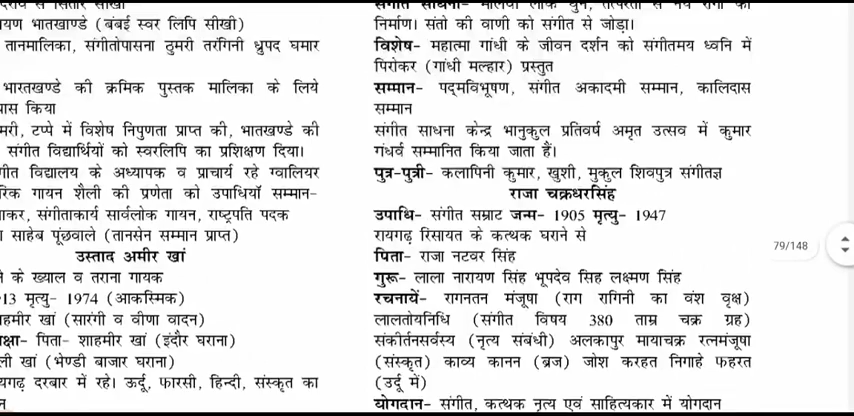 यण भातखाण्डे (बंबई स्वर लिपि सीखी)
तानमालिका, संगीतोपासना ठुमरी तरंगिनी ध्रुपद घमार
भारतखण्डे की क्रमिक पुस्तक मालिका के लिये
किया
में विशेष निपुणता प्राप्त की, भातखण्डे की
संगीत विद्यार्थियों को स्वरलिपि का प्रशिक्षण दिया।
विद्यालय के अध्यापक व प्राचार्य रहे ग्वालियर
गायन शैली की प्रणेता को उपाधियॉ सम्मान-
संगीताकार्य सार्वलोक गायन, राष्ट्रपति पदक
साहेब पूंछवाले (तानसेन सम्मान प्राप्त)
उस्ताद अमीर खां
के ख्याल व तराना गायक
13 मृत्यु- 1974 (आकस्मिक)
खां (सारंगी व वीणा वादन)
पिता- शाहमीर खां (इंदौर घराना)
खां (भेण्डी बाजार घराना)
दरबार में रहे। ऊर्दू, फारसी, हिन्दी, संस्कृत का
निर्माण। संतो की वाणी को संगीत से जोड़ा।
विशेष- महात्मा गांधी के जीवन दर्शन को संगीतमय ध्वनि में
पिरोकर (गांधी मल्हार) प्रस्तुत
सम्मान- पद्मविभूषण, संगीत अकादमी सम्मान, कालिदास
सम्मान
संगीत साधना केन्द्र भानुकुल प्रतिवर्ष अमृत उत्सव में कुमार
गंधर्व सम्मानित किया जाता हैं।
पुत्र-पुत्री- कलापिनी कुमार, खुशी, मुकुल शिवपुत्र संगीतज्ञ
राजा चक्रधरसिंह
उपाधि- संगीत सम्राट जन्म- 1905 मृत्यु- 1947
रायगढ़ रिसायत के कत्थक घराने से
पिता- राजा नटवर सिंह
गुरू- लाला नारायण सिंह भूपदेव सिह लक्ष्मण सिंह
रचनायें- रागनतन मंजूषा (राग रागिनी का वंश वृक्ष)
लालतोयनिधि (संगीत विषय 380 ताम्र चक्र ग्रह)
संकीर्तनसर्वस्य (नृत्य संबंधी) अलकापुर मायाचक्र रत्नमंजूषा
(संस्कृत) काव्य कानन (ब्रज) जोश करहत निगाहे फहरत
(उर्दू में)
योगदान- संगीत, कत्थक नृत्य एवं साहित्यकार में योगदान
79/148